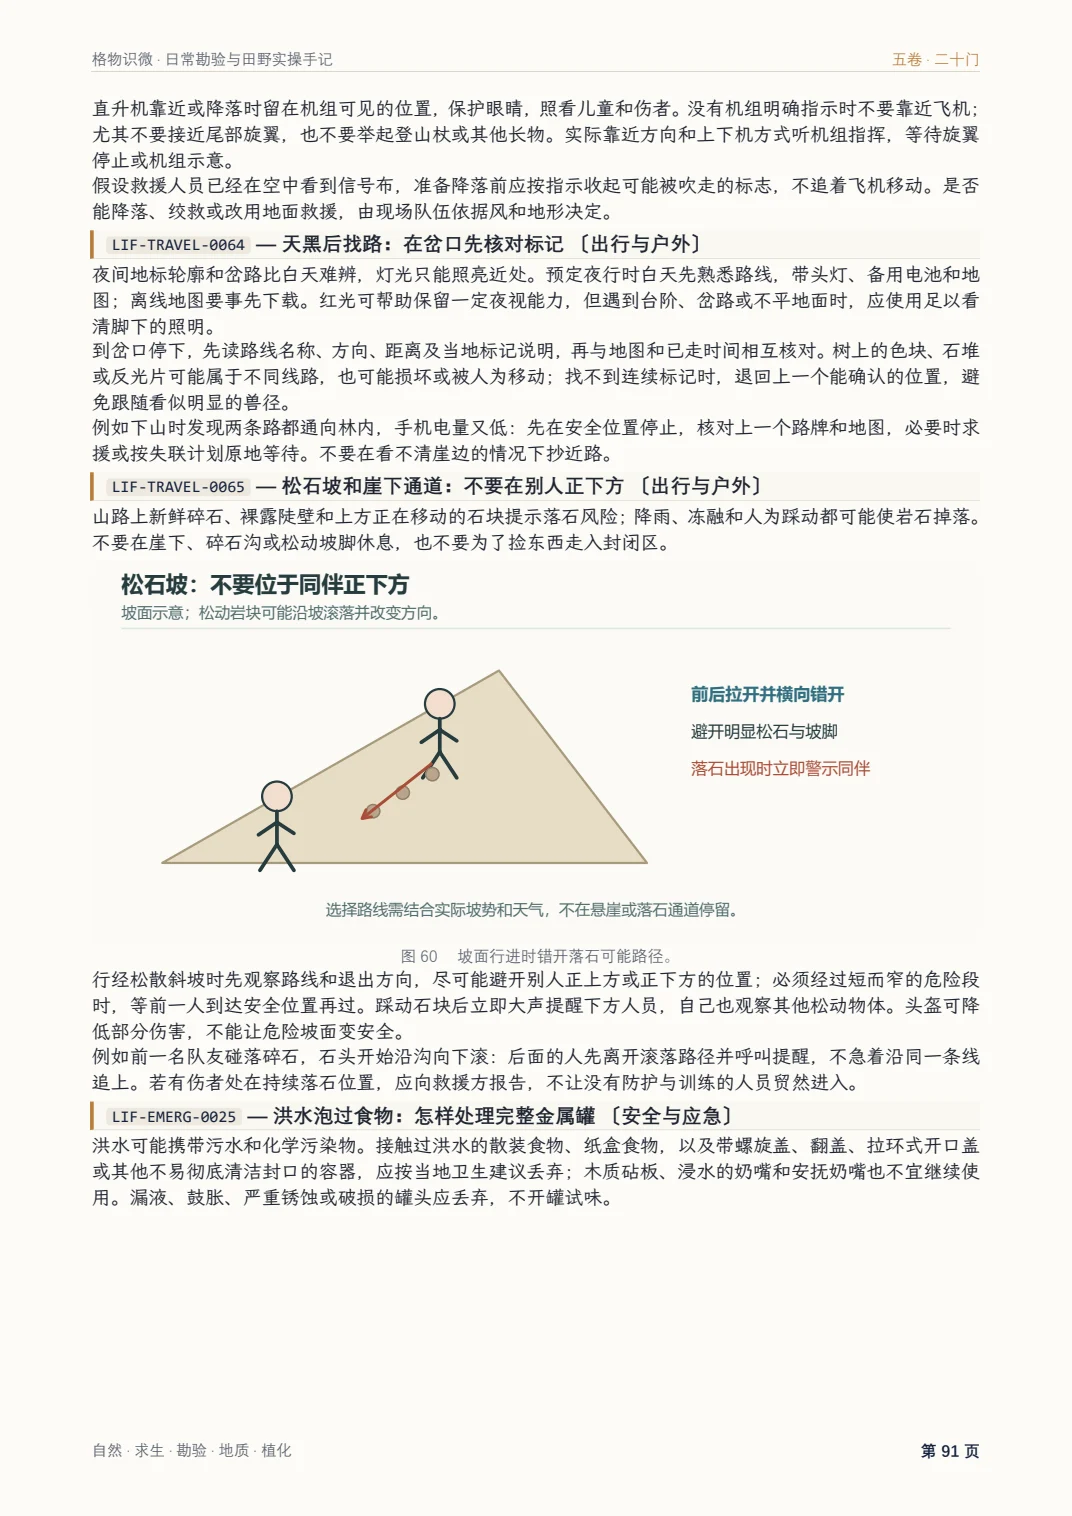 格物识微 · 日常勘验与田野实操手记
五卷 · 二十门
直升机靠近或降落时留在机组可见的位置，保护眼睛，照看儿童和伤者。没有机组明确指示时不要靠近飞机；
尤其不要接近尾部旋翼，也不要举起登山杖或其他长物。实际靠近方向和上下机方式听机组指挥，等待旋翼
停止或机组示意。
假设救援人员已经在空中看到信号布，准备降落前应按指示收起可能被吹走的标志，不追着飞机移动。是否
能降落、绞救或改用地面救援，由现场队伍依据风和地形决定。
LIF-TRAVEL-0064 — 天黑后找路：在岔口先核对标记 〔出行与户外〕
夜间地标轮廓和岔路比白天难辨，灯光只能照亮近处。预定夜行时白天先熟悉路线，带头灯、备用电池和地
图；离线地图要事先下载。红光可帮助保留一定夜视能力，但遇到台阶、岔路或不平地面时，应使用足以看
清脚下的照明。
到岔口停下，先读路线名称、方向、距离及当地标记说明，再与地图和已走时间相互核对。树上的色块、石堆
或反光片可能属于不同线路，也可能损坏或被人为移动；找不到连续标记时，退回上一个能确认的位置，避
免跟随看似明显的兽径。
例如下山时发现两条路都通向林内，手机电量又低：先在安全位置停止，核对上一个路牌和地图，必要时求
援或按失联计划原地等待。不要在看不清崖边的情况下抄近路。
LIF-TRAVEL-0065 — 松石坡和崖下通道：不要在别人正下方 〔出行与户外〕
山路上新鲜碎石、裸露陡壁和上方正在移动的石块提示落石风险；降雨、冻融和人为踩动都可能使岩石掉落。
不要在崖下、碎石沟或松动坡脚休息，也不要为了捡东西走入封闭区。
松石坡：不要位于同伴正下方
坡面示意；松动岩块可能沿坡滚落并改变方向。
前后拉开并横向错开
避开明显松石与坡脚
落石出现时立即警示同伴
选择路线需结合实际坡势和天气，不在悬崖或落石通道停留。
图 60 坡面行进时错开落石可能路径。
行经松散斜坡时先观察路线和退出方向，尽可能避开别人正上方或正下方的位置；必须经过短而窄的危险段
时，等前一人到达安全位置再过。踩动石块后立即大声提醒下方人员，自己也观察其他松动物体。头盔可降
低部分伤害，不能让危险坡面变安全。
例如前一名队友碰落碎石，石头开始沿沟向下滚：后面的人先离开滚落路径并呼叫提醒，不急着沿同一条线
追上。若有伤者处在持续落石位置，应向救援方报告，不让没有防护与训练的人员贸然进入。
LIF-EMERG-0025 — 洪水泡过食物：怎样处理完整金属罐 〔安全与应急〕
洪水可能携带污水和化学污染物。接触过洪水的散装食物、纸盒食物，以及带螺旋盖、翻盖、拉环式开口盖
或其他不易彻底清洁封口的容器，应按当地卫生建议丢弃；木质砧板、浸水的奶嘴和安抚奶嘴也不宜继续使
用。漏液、鼓胀、严重锈蚀或破损的罐头应丢弃，不开罐试味。
自然 · 求生 · 勘验 · 地质 · 植化
第 91 页